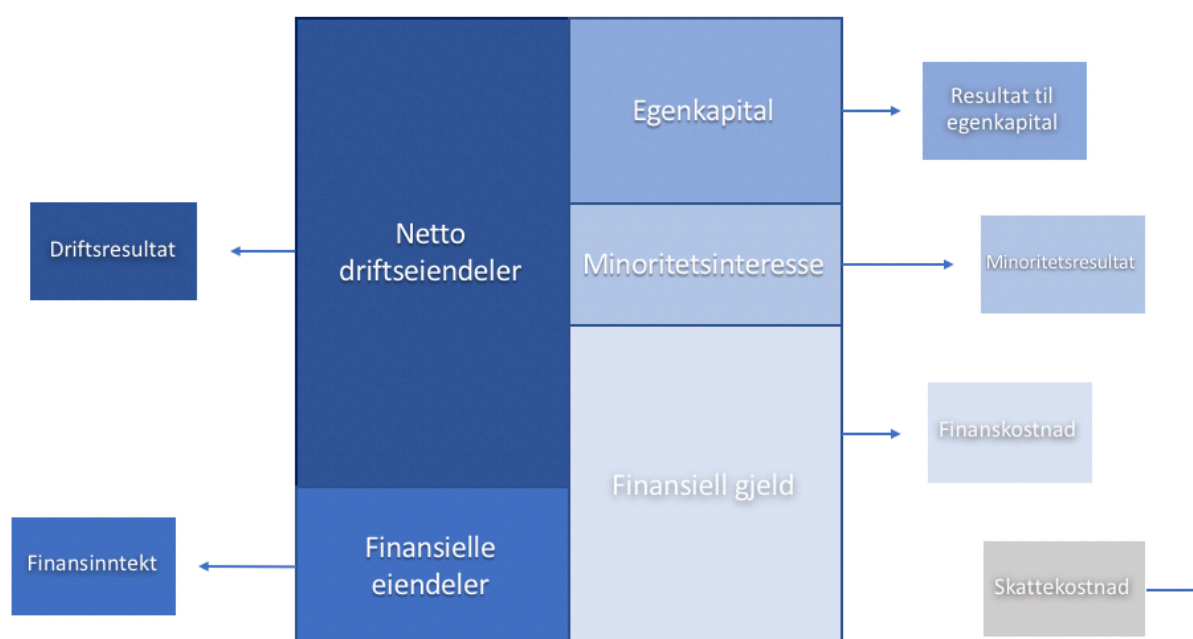 Egenkapital
Resultat til
egenkapital
Driftsresultat
Netto
driftseiendeler
Minoritetsinteresse
Minoritetsresultat
Finanskostnad
Finansiell gjeld
Finansinntekt
Finansielle
eiendeler
Skattekostnad